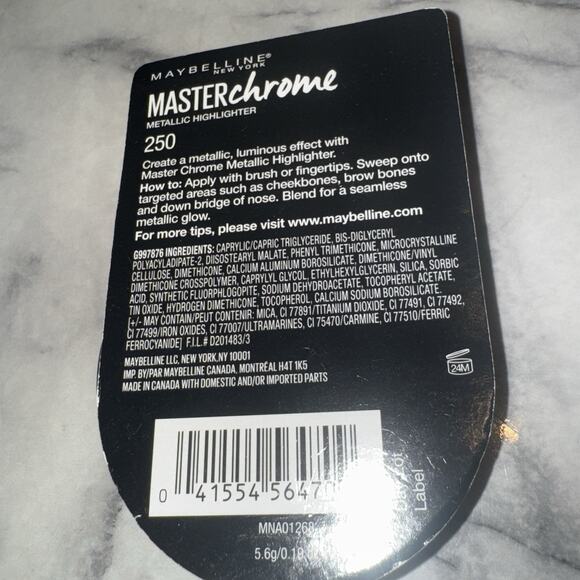 MAYBELLINE®
NEW YORK
MASTERchrome
METALLIC HIGHLIGHTER
250
Create a metallic, luminous effect with
Master Chrome Metallic Highlighter.
How to: Apply with brush or fingertips. Sweep onto
targeted areas such as cheekbones, brow bones
and down bridge of nose. Blend for a seamless
metallic glow.
For more tips, please visit www.maybelline.com
G997876 INGREDIENTS: CAPRYLIC/CAPRIC TRIGLYCERIDE, BIS-DIGLYCERYL
POLYACYLADIPATE-2, DIISOSTEARYL MALATE, PHENYL TRIMETHICONE, MICROCRYSTALLINE
CELLULOSE, DIMETHICONE, CALCIUM ALUMINUM BOROSILICATE, DIMETHICONE/VINYL
DIMETHICONE CROSSPOLYMER, CAPRYLYL GLYCOL, ETHYLHEXYLGLYCERIN, SILICA, SORBIC
ACID, SYNTHETIC FLUORPHLOGOPITE, SODIUM DEHYDROACETATE, TOCOPHERYL ACETATE,
TIN OXIDE, HYDROGEN DIMETHICONE, TOCOPHEROL, CALCIUM SODIUM BOROSILICATE.
[+/- MAY CONTAIN/PEUT CONTENIR: MICA, CI 77891/TITANIUM DIOXIDE, CI 77491, CI 77492,
CI 77499/IRON OXIDES, CI 77007/ULTRAMARINES, CI 75470/CARMINE, CI 77510/FERRIC
FERROCYANIDE] F.I.L.# D201483/3
MAYBELLINE LLC, NEW YORK, NY 10001
IMP. BY/PAR MAYBELLINE CANADA, MONTRÉAL H4T 1K5
MADE IN CANADA WITH DOMESTIC AND/OR IMPORTED PARTS
24M
0 41554 5647
Label
MNA01268
5.6g/0.19